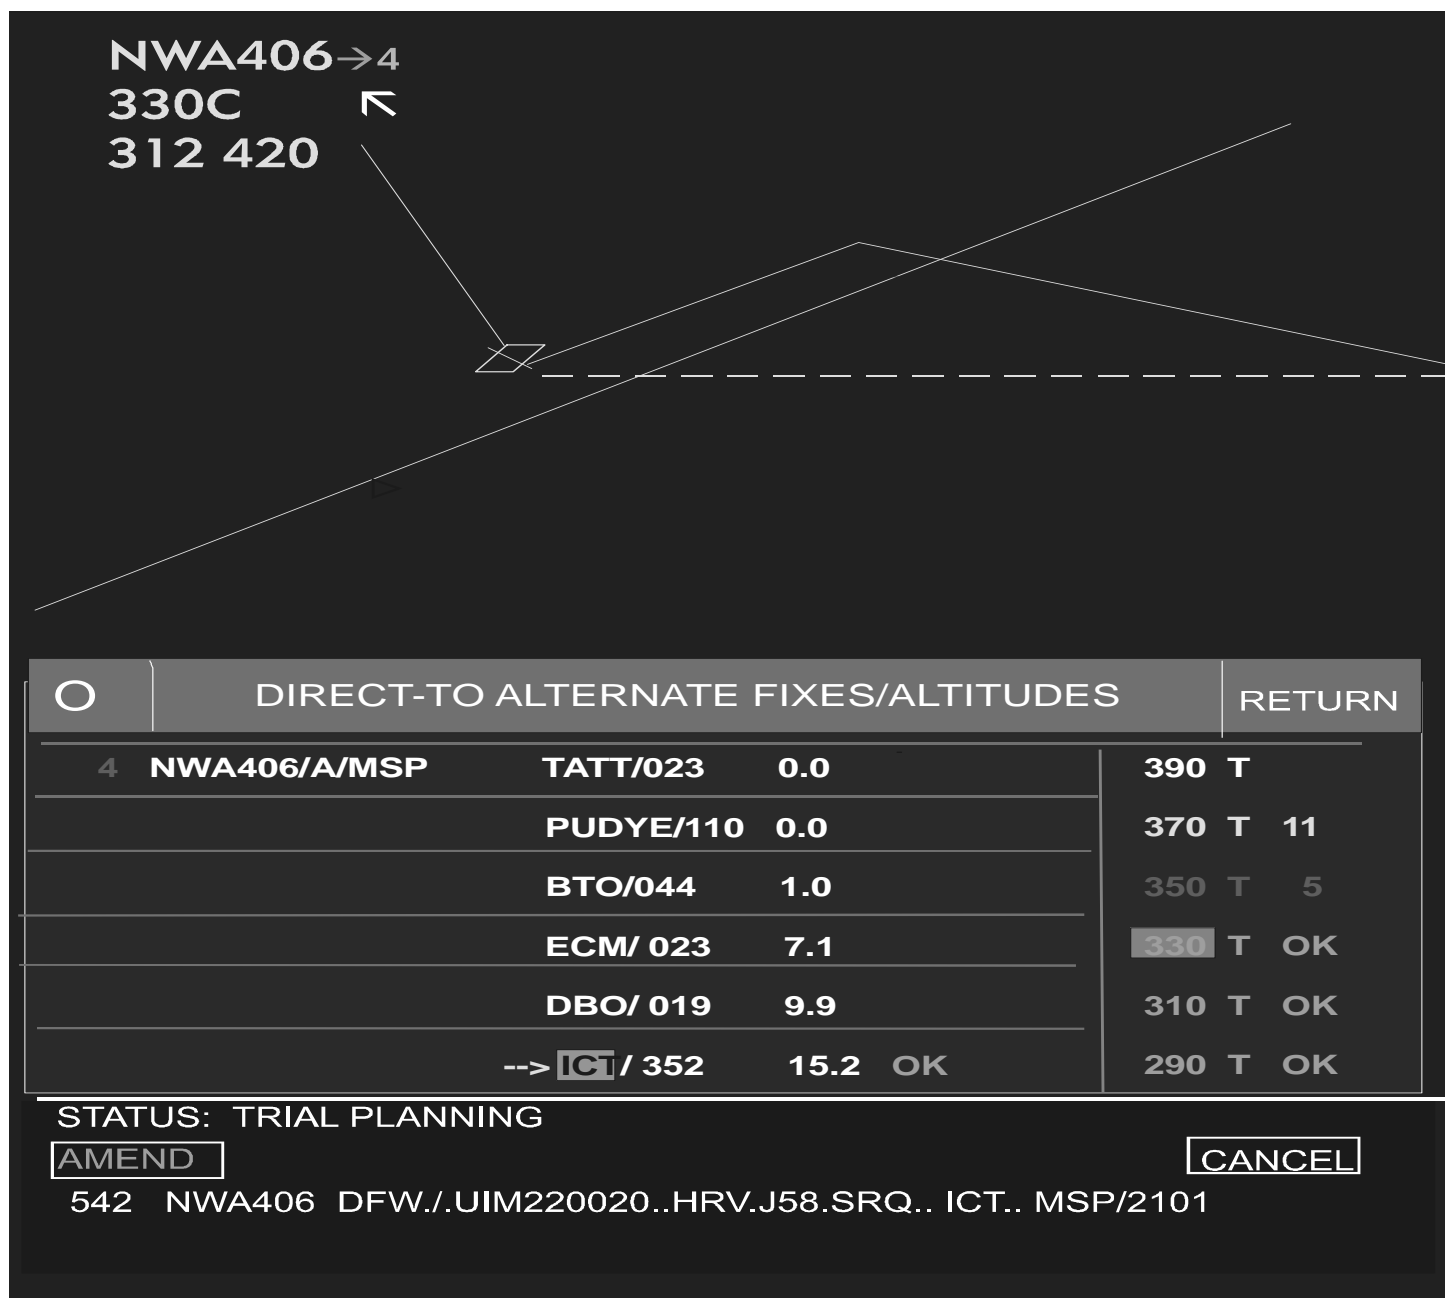 NWA406→4
330C
312 420
O DIRECT-TO ALTERNATE FIXES/ALTITUDES RETURN
4 NWA406/A/MSP TATT/023 0.0 390 T
PUDYE/110 0.0 370 T 11
BTO/044 1.0 350 T 5
ECM/ 023 7.1 330 T OK
DBO/ 019 9.9 310 T OK
--> ICT/ 352 15.2 OK 290 T OK
STATUS: TRIAL PLANNING
AMEND CANCEL
542 NWA406 DFW./.UIM220020..HRV.J58.SRQ.. ICT.. MSP/2101